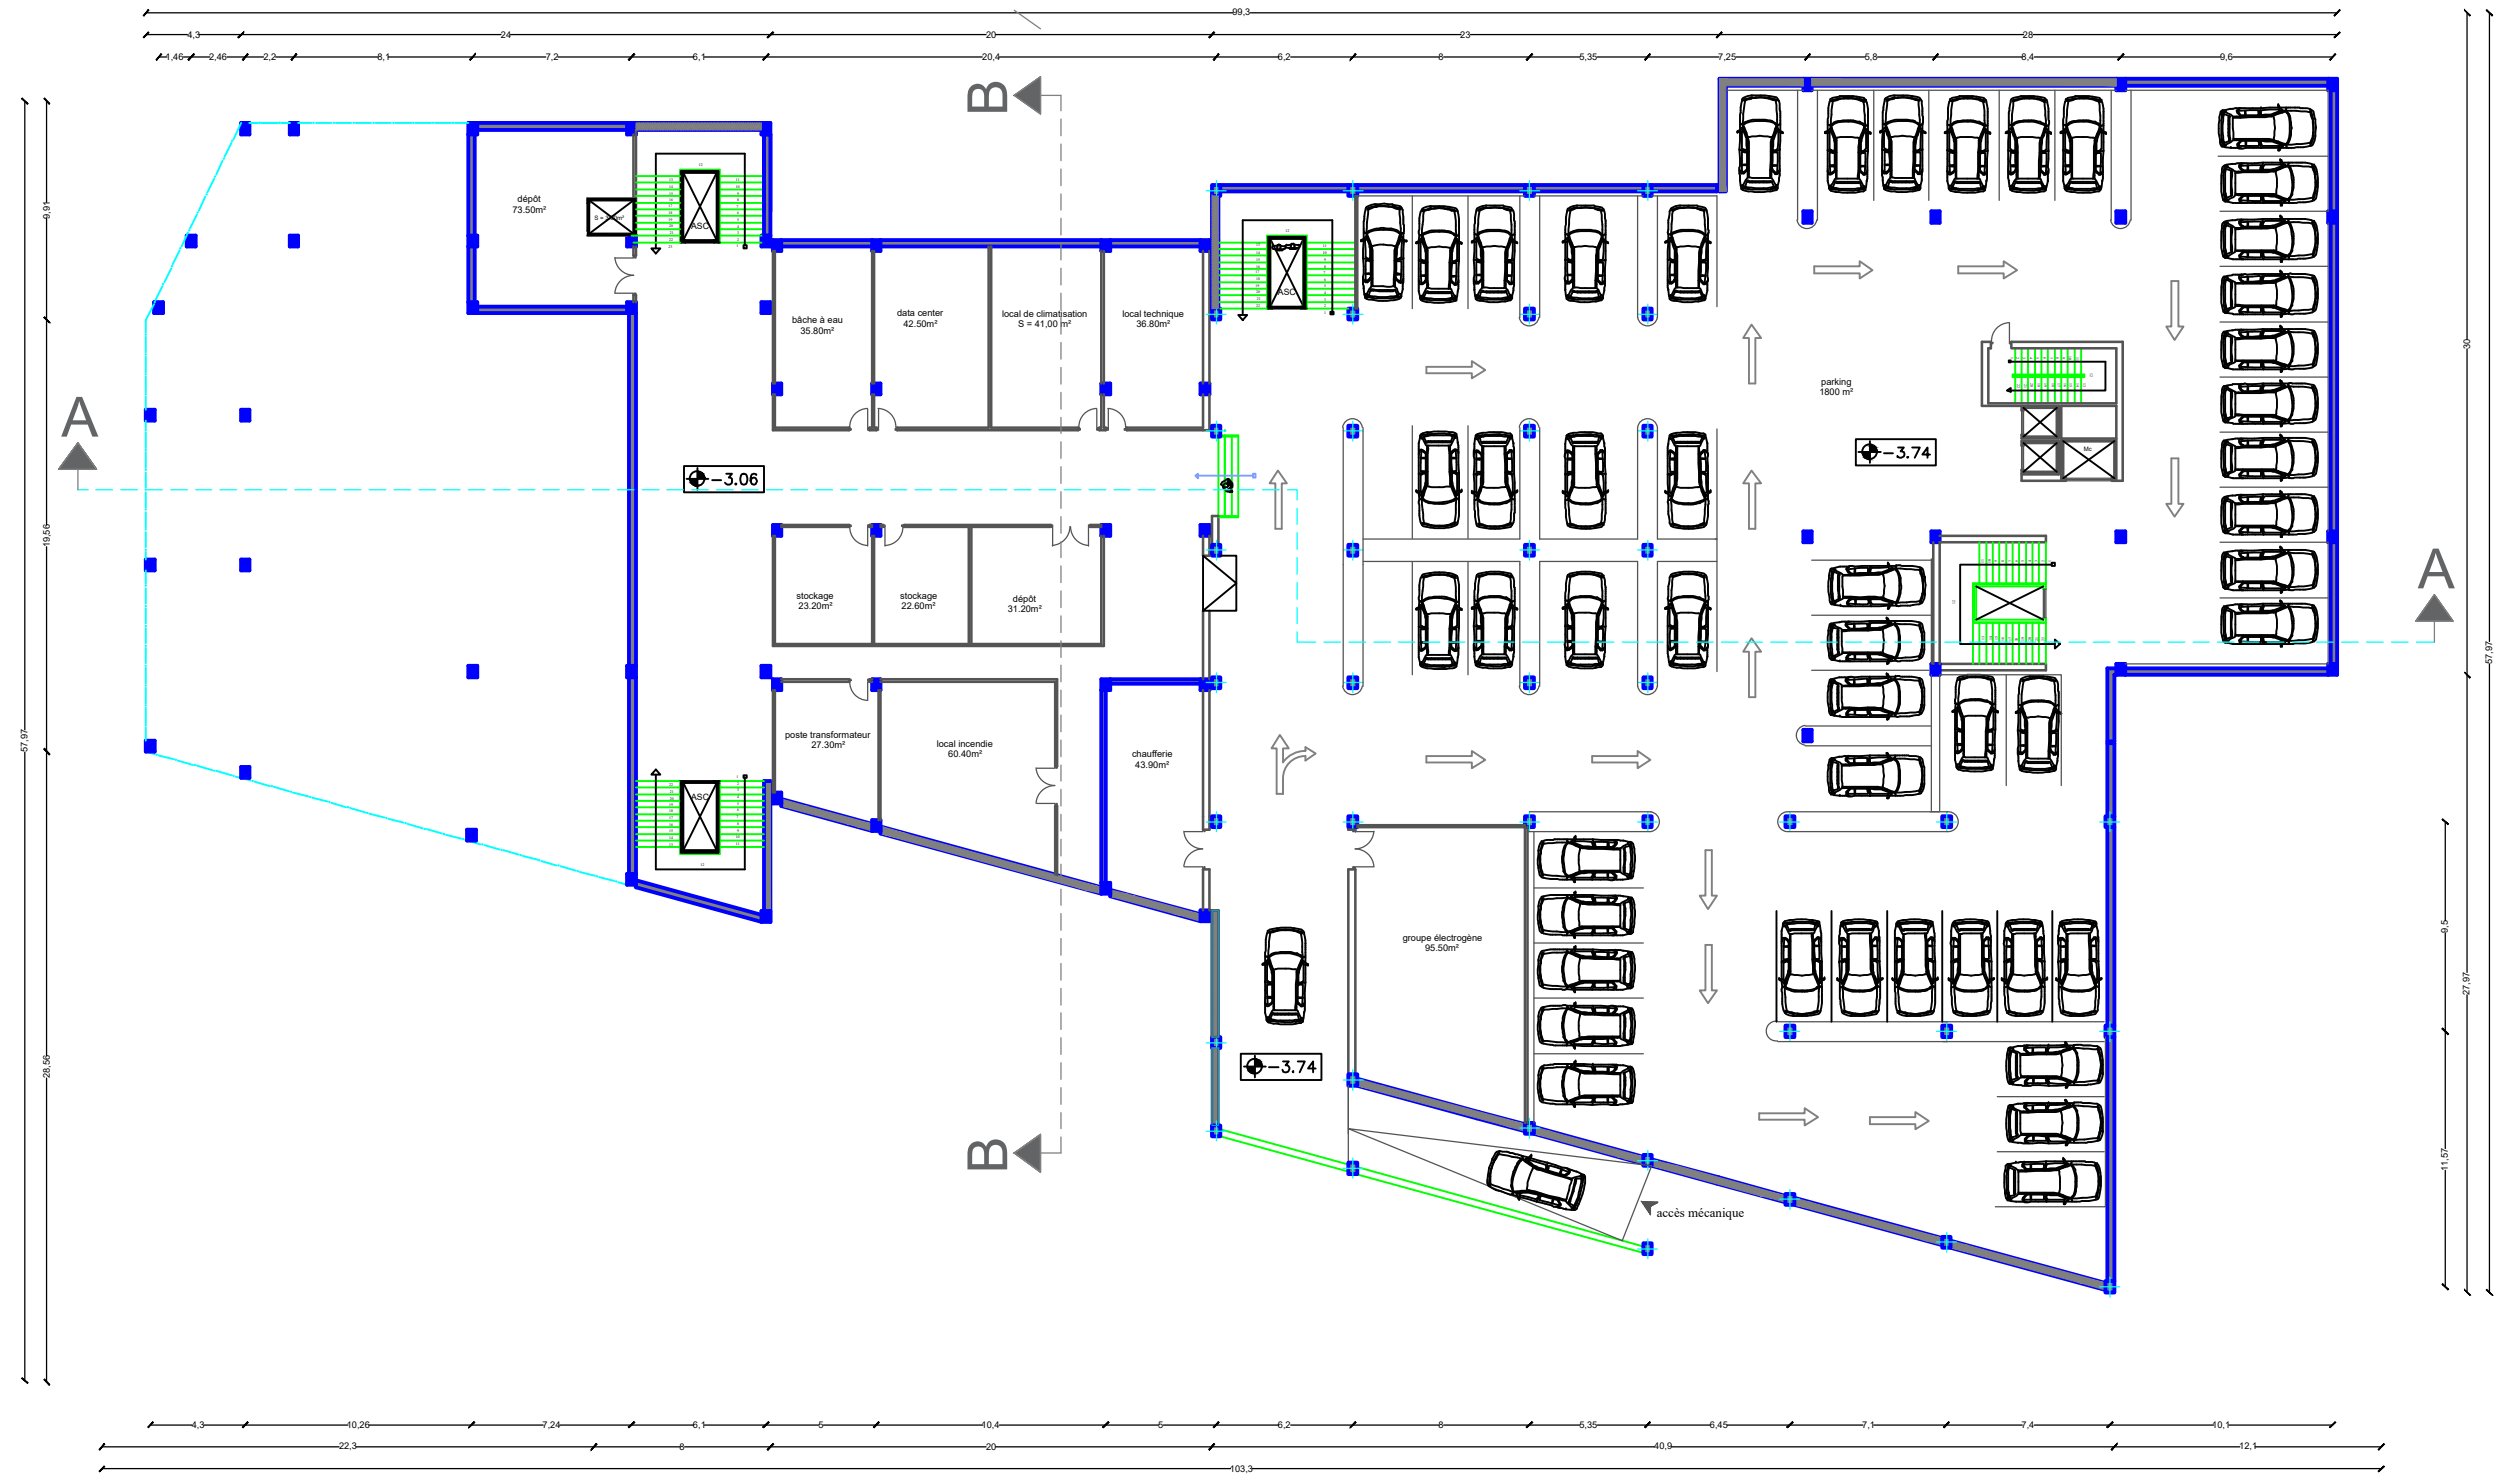 99,3
4,3 24 20 23 28
1,46 2,46 2,2 8,1 7,2 6,1 20,4 6,2 8 5,35 7,25 5,8 8,4 9,6
B
dépôt
73.50m²
ASC
ASC
9,91
30
bâche à eau
35.80m²
data center
42.50m²
local de climatisation
S = 41,00 m²
local technique
36.80m²
parking
1800 m²
A
-3.06
-3.74
Mc
19,56
A
stockage
23.20m²
stockage
22.60m²
dépôt
31.20m²
57,97
57,97
poste transformateur
27.30m²
local incendie
60.40m²
chaufferie
43.90m²
ASC
groupe électrogène
95.50m²
9,5
27,97
28,56
-3.74
B
11,57
accès mécanique
4,3 10,26 7,24 6,1 5 10,4 5 6,2 8 5,35 6,45 7,1 7,4 10,1
22,3 8 20 40,9 12,1
103,3